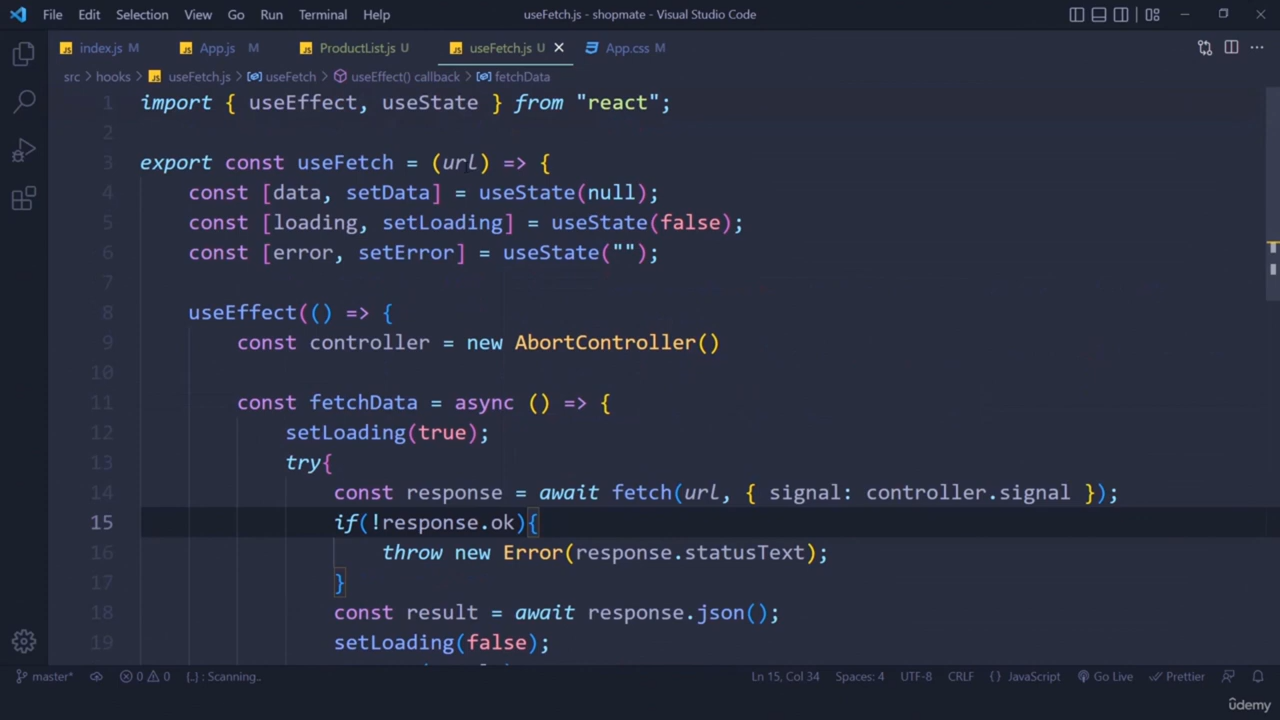 File Edit Selection View Go Run Terminal Help useFetch.js - shopmate - Visual Studio Code
index.js M App.js M ProductList.js U useFetch.js U App.css M
src > hooks > useFetch.js > useFetch > useEffect() callback > fetchData
1 import { useEffect, useState } from "react";
2
3 export const useFetch = (url) => {
4 const [data, setData] = useState(null);
5 const [loading, setLoading] = useState(false);
6 const [error, setError] = useState("");
7
8 useEffect(() => {
9 const controller = new AbortController()
10
11 const fetchData = async () => {
12 setLoading(true);
13 try{
14 const response = await fetch(url, { signal: controller.signal });
15 if(!response.ok){
16 throw new Error(response.statusText);
17 }
18 const result = await response.json();
19 setLoading(false);
master* 0 0 {..} : Scanning.. Ln 15, Col 34 Spaces: 4 UTF-8 CRLF {} JavaScript Go Live Prettier
ûdemy